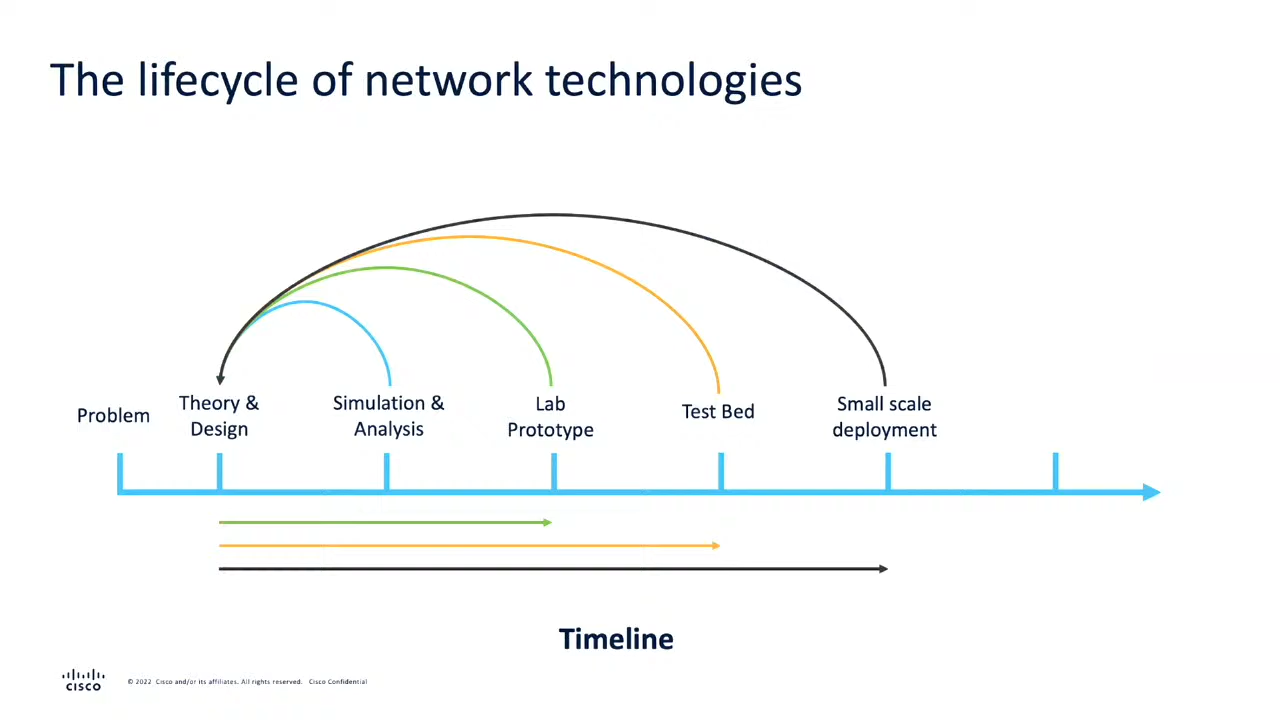 The lifecycle of network technologies
Problem
Theory &
Design
Simulation &
Analysis
Lab
Prototype
Test Bed
Small scale
deployment
Timeline
CISCO
© 2022 Cisco and/or its affiliates. All rights reserved. Cisco Confidential